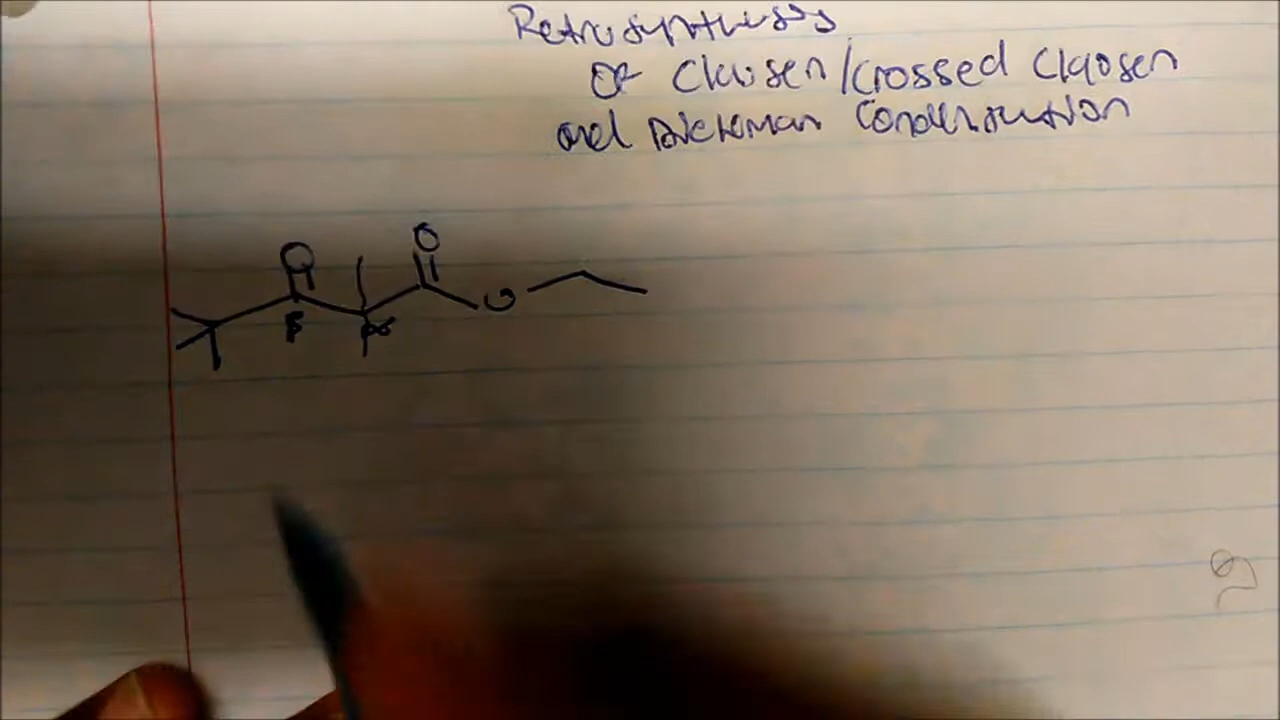 Retrosynthesis
Of Claisen/Crossed Claisen
and Dieckman Condensation
O O
β α O